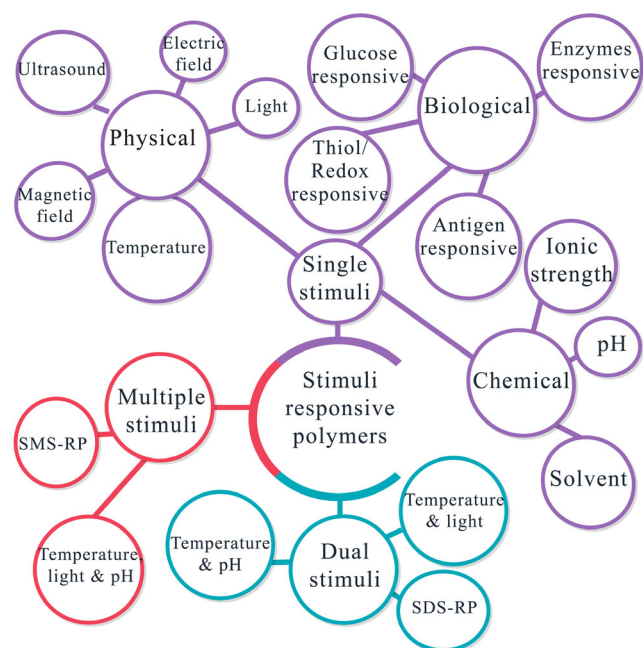 Electric
field
Ultrasound
Light
Physical
Magnetic
field
Temperature
Glucose
responsive
Enzymes
responsive
Biological
Thiol/
Redox
responsive
Antigen
responsive
Single
stimuli
Ionic
strength
pH
Chemical
Solvent
Stimuli
responsive
polymers
Multiple
stimuli
SMS-RP
Temperature,
light & pH
Temperature
& pH
Dual
stimuli
Temperature
& light
SDS-RP